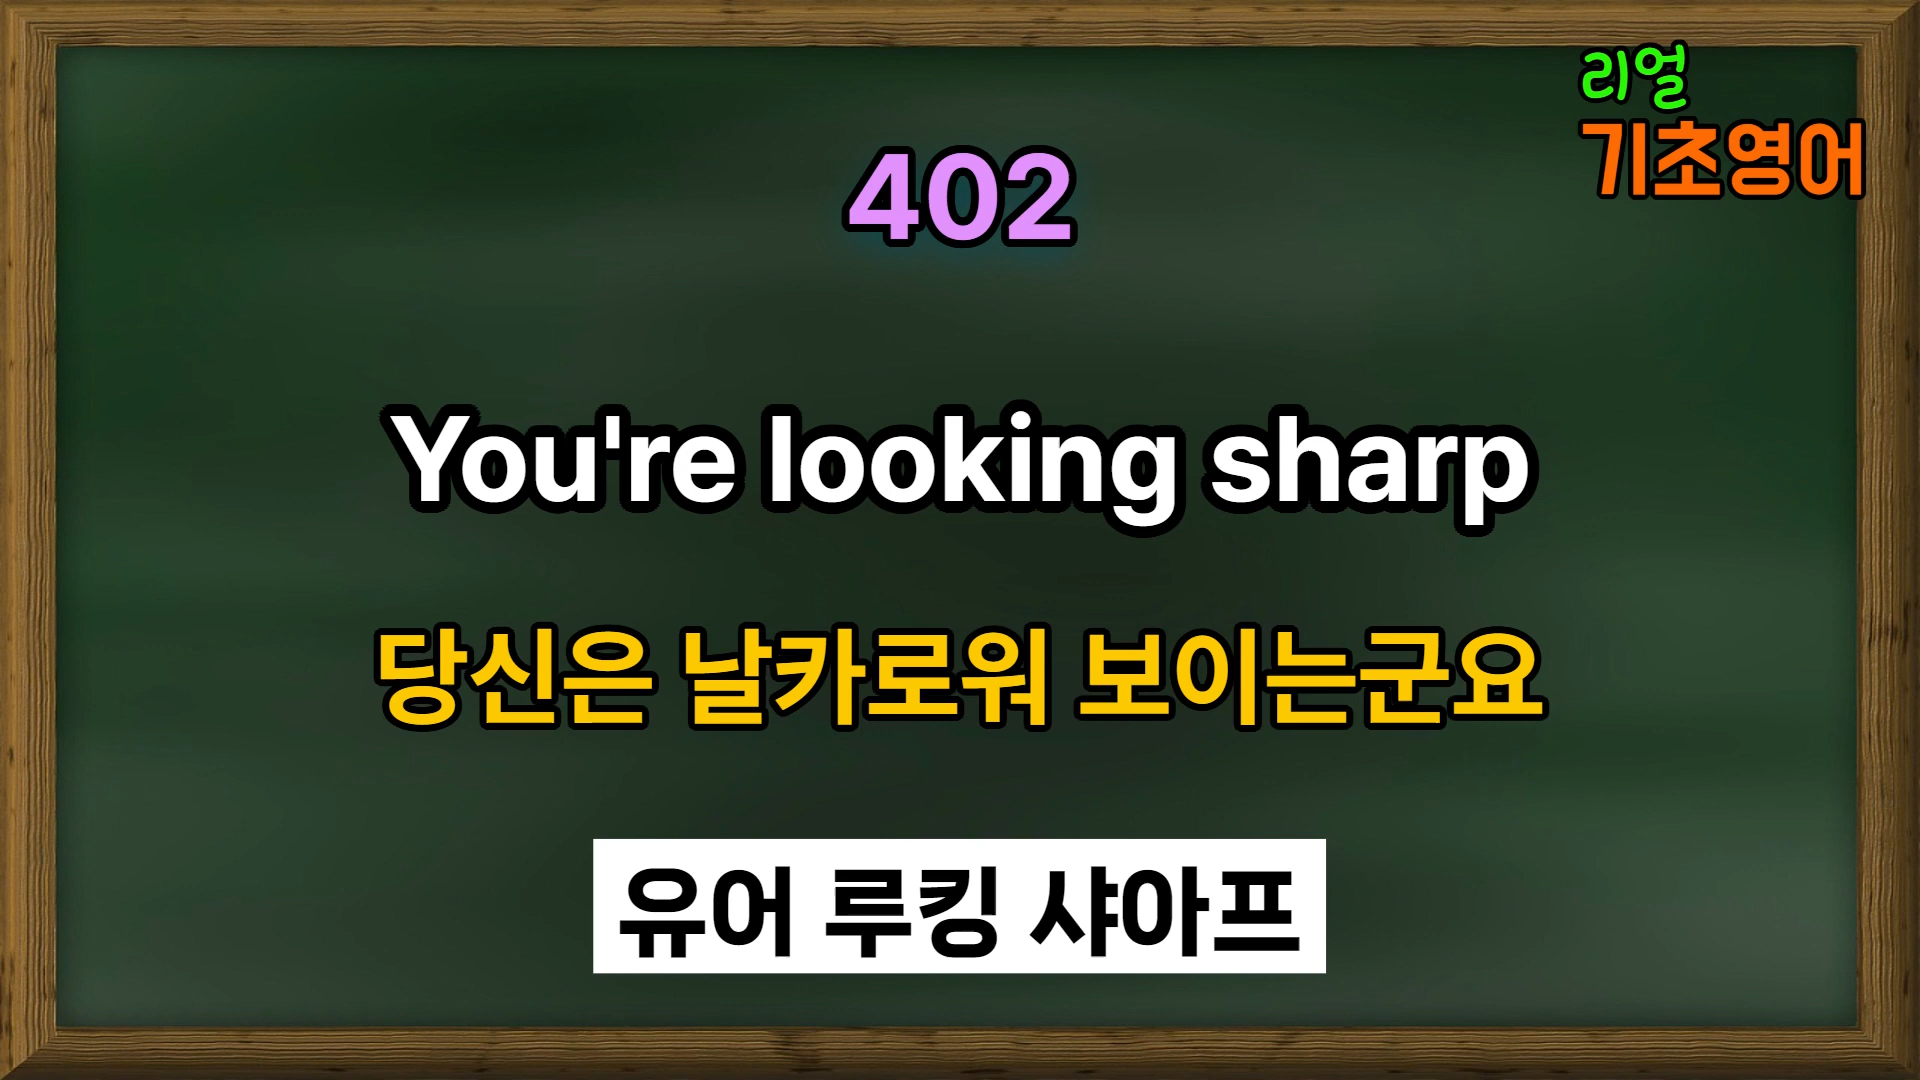 리얼
기초영어
402
You're looking sharp
당신은 날카로워 보이는군요
유어 루킹 샤아프